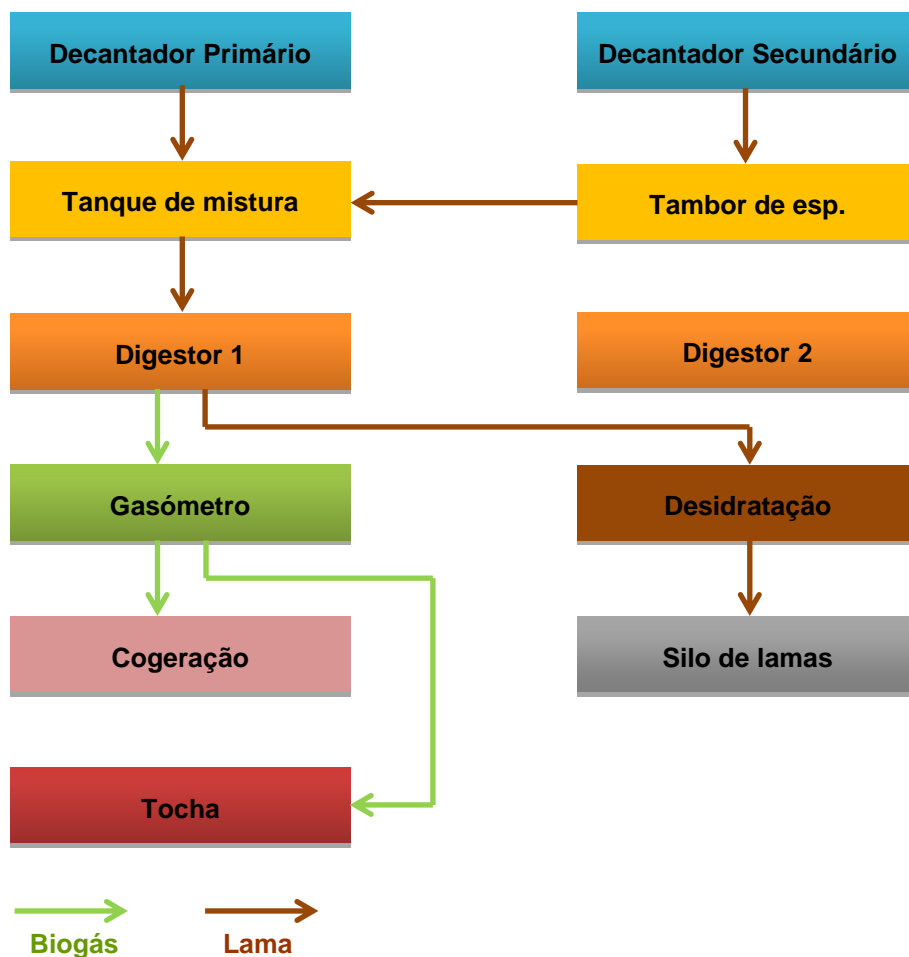 Decantador Primário
Decantador Secundário
Tanque de mistura
Tambor de esp.
Digestor 1
Digestor 2
Gasómetro
Desidratação
Cogeração
Silo de lamas
Tocha
Biogás
Lama